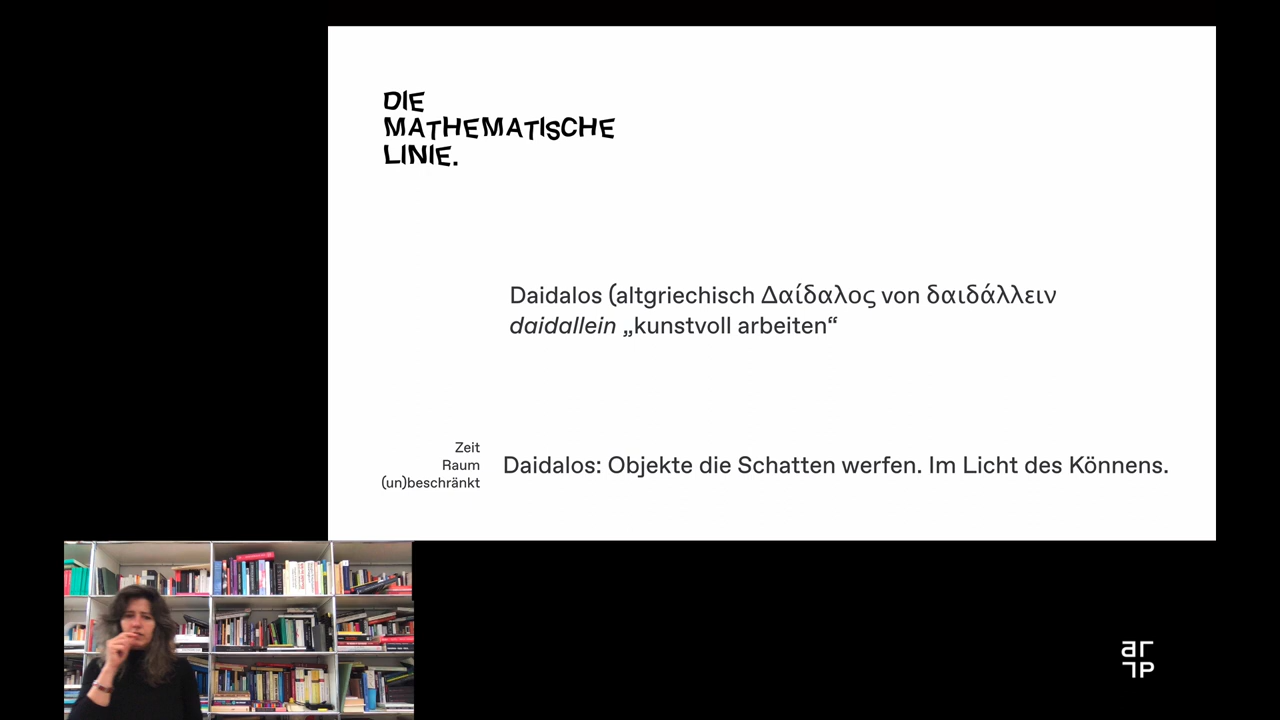 DIE
MATHEMATISCHE
LINIE.
Daidalos (altgriechisch Δαίδαλος von δαιδάλλειν
daidallein „kunstvoll arbeiten“
Zeit
Raum
(un)beschränkt
Daidalos: Objekte die Schatten werfen. Im Licht des Könnens.